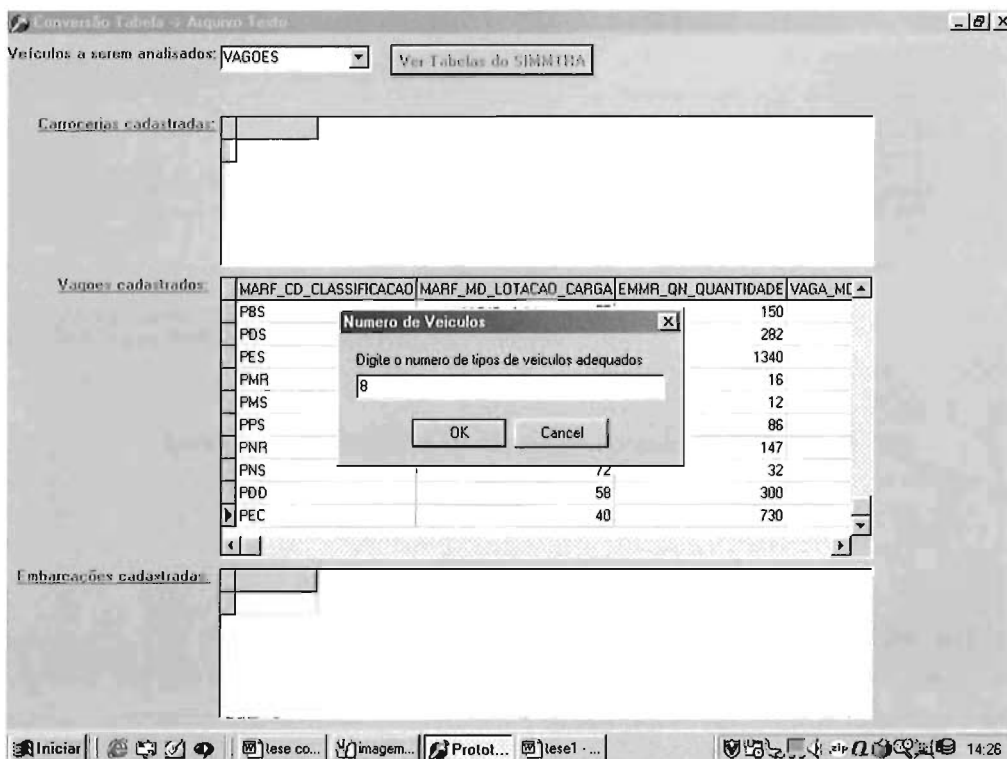 Conversão Tabela -> Arquivo Texto
Veículos a serem analisados: VAGOES Ver Tabelas do SIMMTHA
Carrocerias cadastradas:
Vagoes cadastrados:
MARF_CD_CLASSIFICACAO MARF_MD_LOTACAO_CARGA EMMR_QN_QUANTIDADE
PBS 150
PDS 282
PES 1340
PMR 16
PMS 12
PPS 86
PNR 147
PNS 72 32
PDD 58 300
PEC 40 730
Numero de Veiculos
Digite o numero de tipos de veiculos adequados
8
OK Cancel
Embarcações cadastradas:
Iniciar tese co... imagem... Protot... tese1 - ... zip 14:26